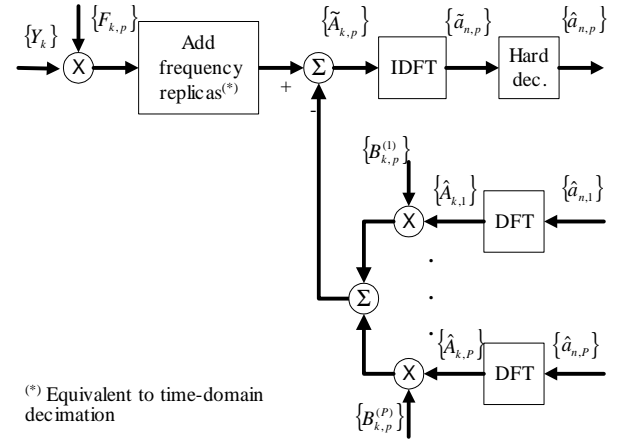 {Y_k}
{F_{k,p}}
X
Add
frequency
replicas^(*)
+
-
Σ
{Ã_{k,p}}
IDFT
{ã_{n,p}}
Hard
dec.
{â_{n,p}}
{B_{k,p}^{(1)}}
X
{Â_{k,1}}
DFT
{â_{n,1}}
Σ
.
.
.
.
{Â_{k,P}}
X
DFT
{â_{n,P}}
{B_{k,p}^{(P)}}
(*) Equivalent to time-domain
decimation